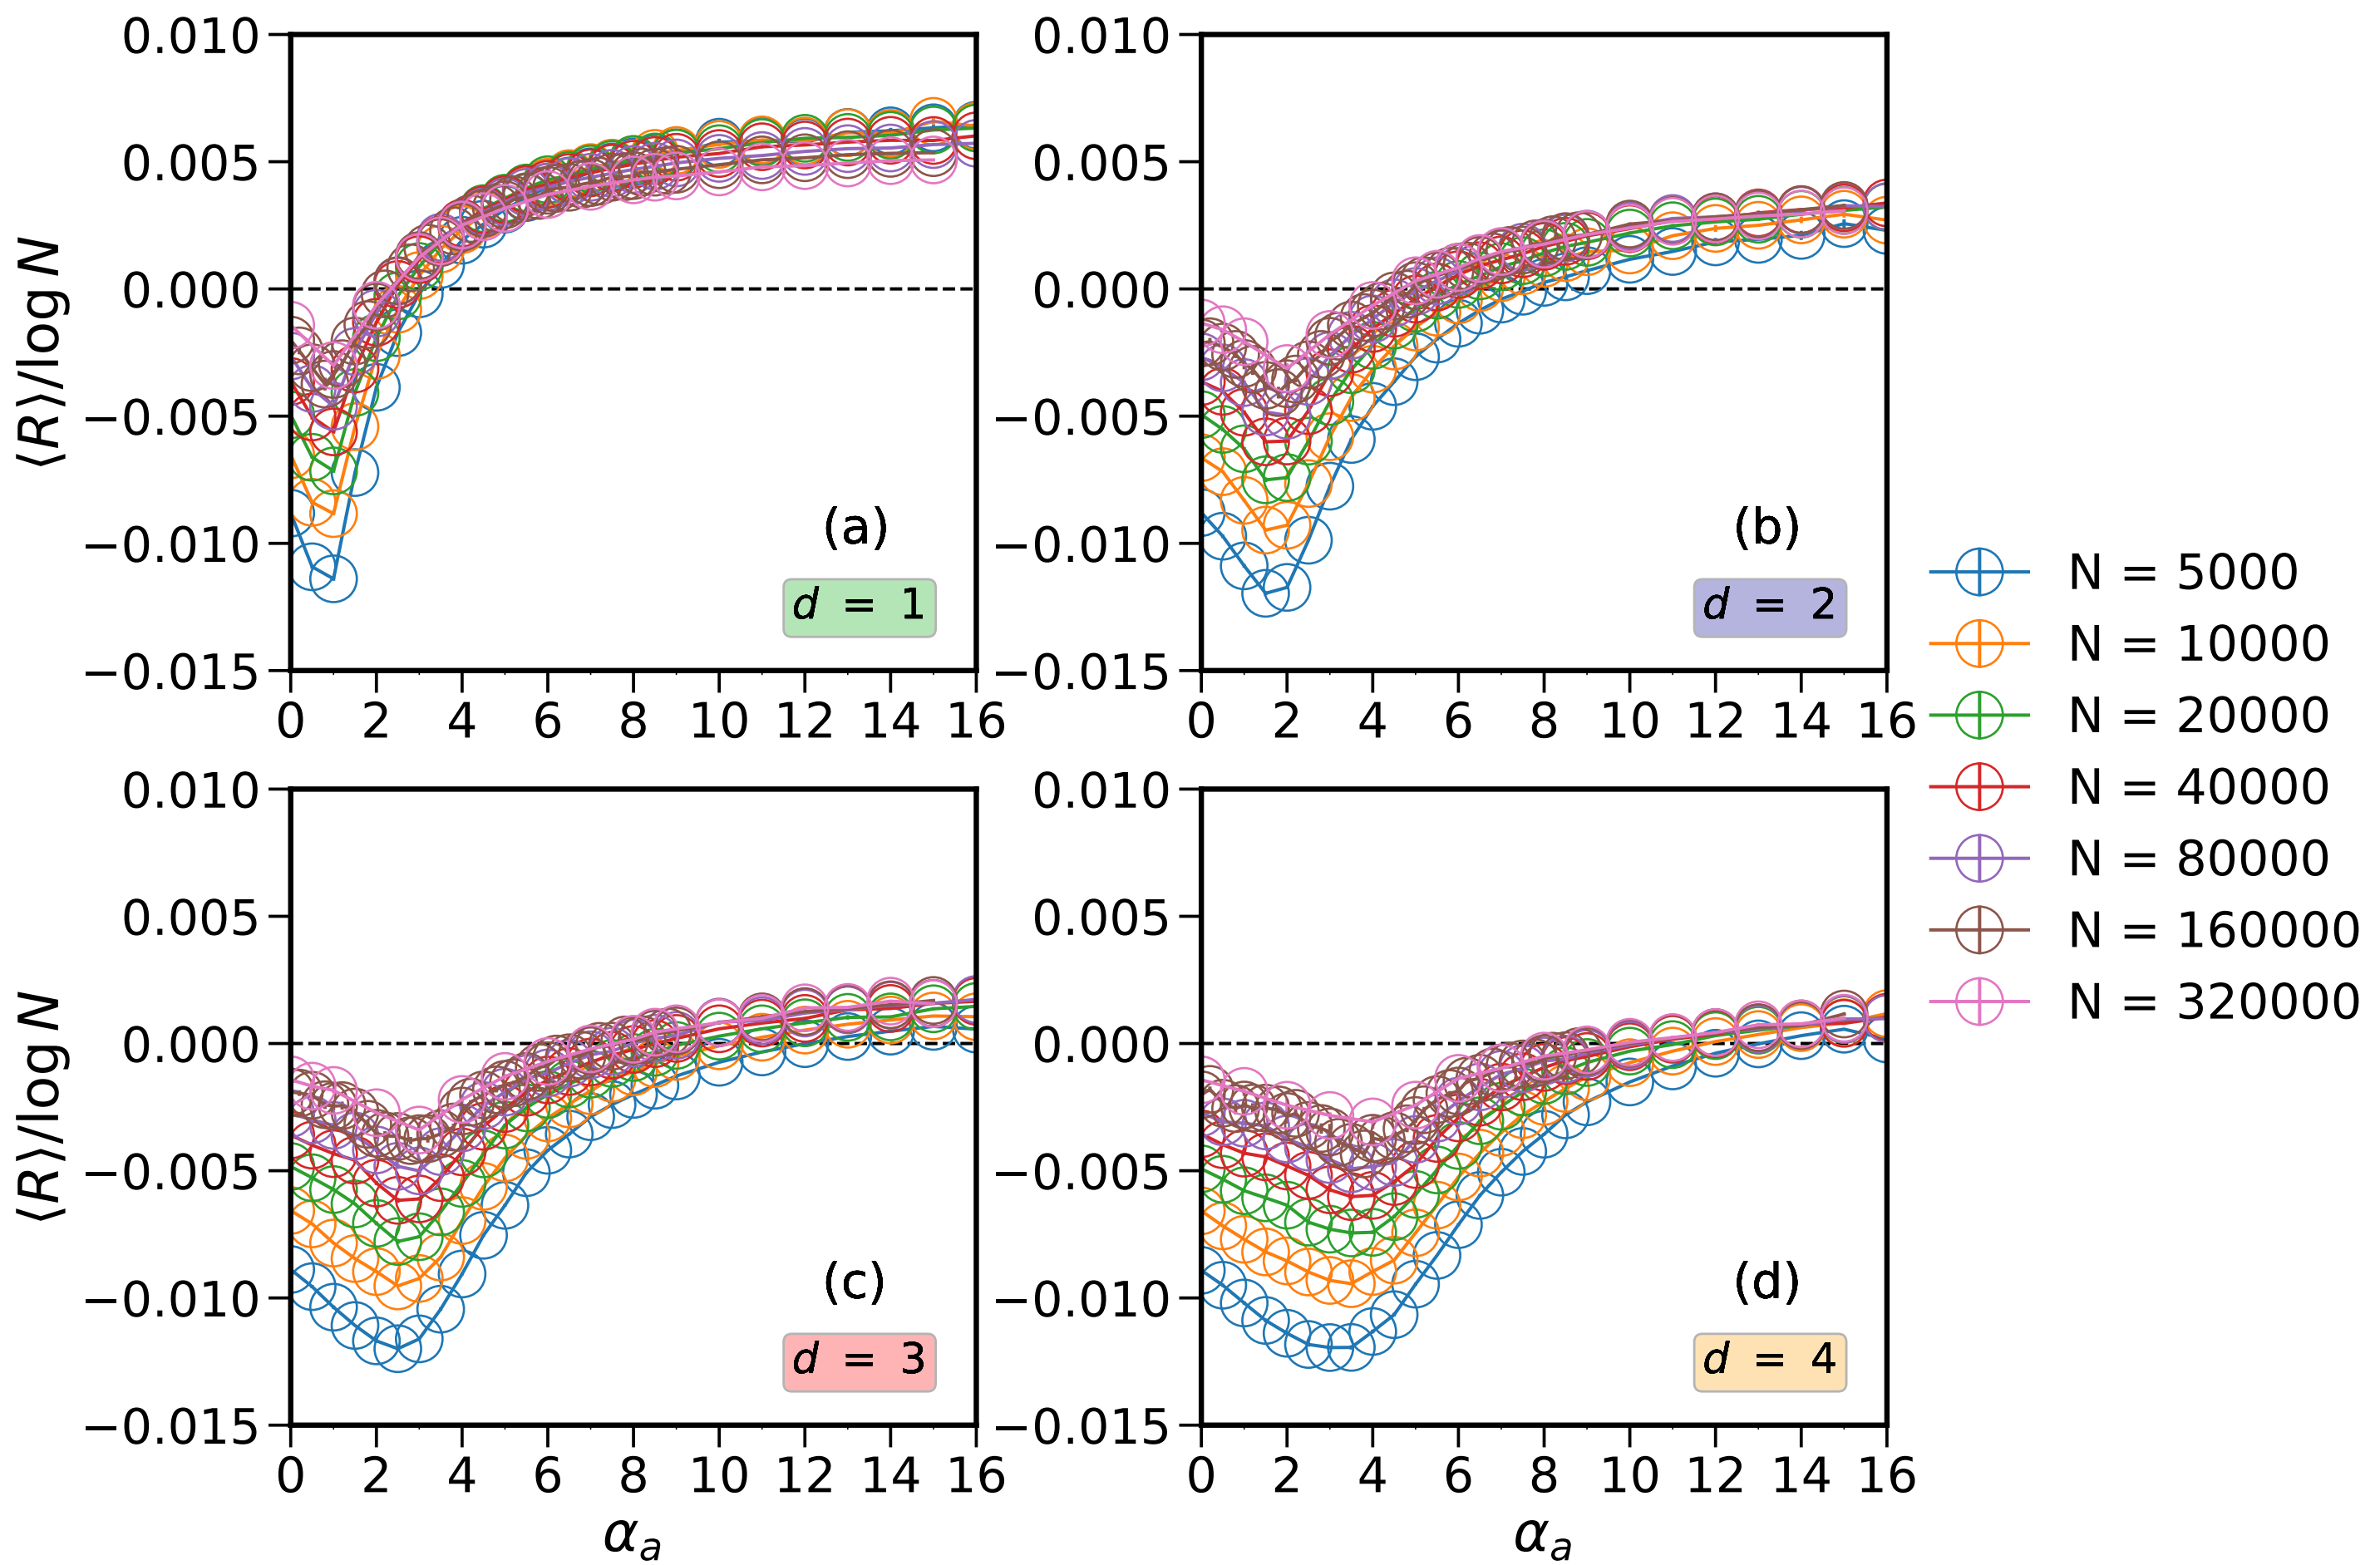 0.010
0.005
0.000
−0.005
−0.010
−0.015
⟨R⟩/log N
0 2 4 6 8 10 12 14 16
(a)
d = 1
0.010
0.005
0.000
−0.005
−0.010
−0.015
0 2 4 6 8 10 12 14 16
(b)
d = 2
0.010
0.005
0.000
−0.005
−0.010
−0.015
⟨R⟩/log N
0 2 4 6 8 10 12 14 16
αₐ
(c)
d = 3
0.010
0.005
0.000
−0.005
−0.010
−0.015
0 2 4 6 8 10 12 14 16
αₐ
(d)
d = 4
N = 5000
N = 10000
N = 20000
N = 40000
N = 80000
N = 160000
N = 320000